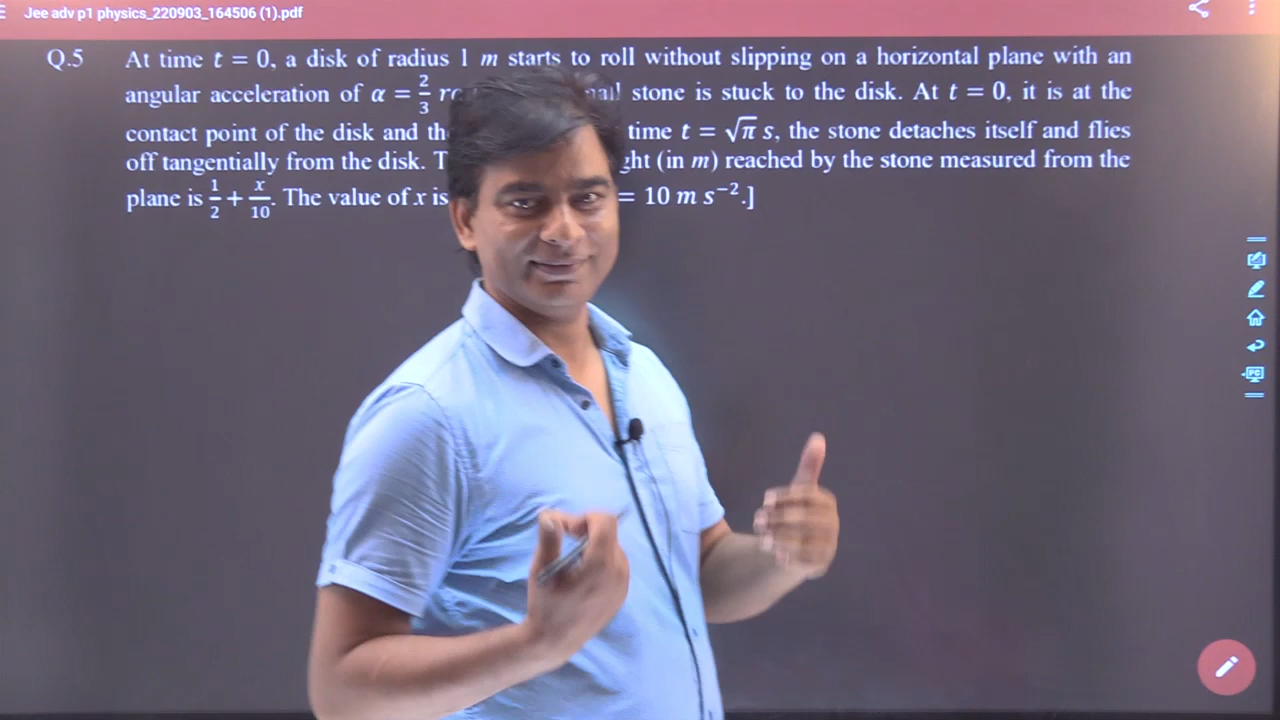 Jee adv p1 physics_220903_164506 (1).pdf
Q.5 At time t = 0, a disk of radius 1 m starts to roll without slipping on a horizontal plane with an
angular acceleration of α = 2/3 stone is stuck to the disk. At t = 0, it is at the
contact point of the disk and time t = √π s, the stone detaches itself and flies
off tangentially from the disk. (in m) reached by the stone measured from the
plane is 1/2 + x/10. The value of x is = 10 m s⁻².]
PC